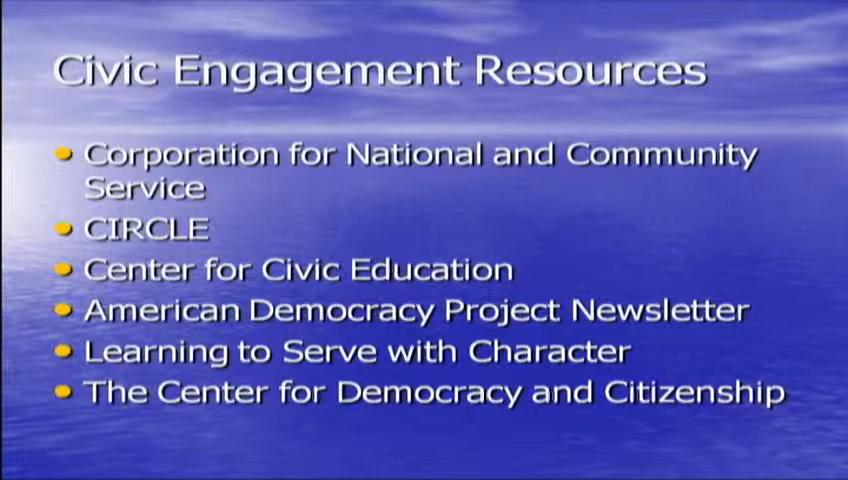 Civic Engagement Resources
Corporation for National and Community
Service
CIRCLE
Center for Civic Education
American Democracy Project Newsletter
Learning to Serve with Character
The Center for Democracy and Citizenship